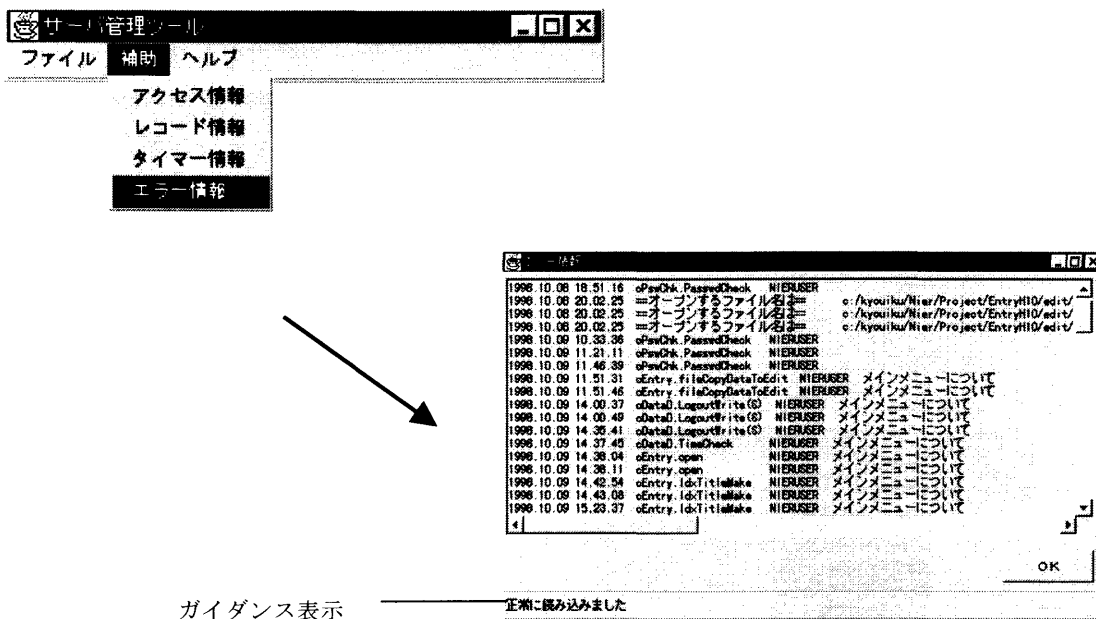 サーバ管理ツール
ファイル 補助 ヘルプ
アクセス情報
レコード情報
タイマー情報
エラー情報
エラー情報
1998.10.08 18.51.16 oPswChk.PasswdCheck NIERUSER
1998.10.08 20.02.25 ==オープンするファイル名は== c:/kyouiku/Nier/Project/EntryH10/edit/
1998.10.08 20.02.25 ==オープンするファイル名は== c:/kyouiku/Nier/Project/EntryH10/edit/
1998.10.08 20.02.25 ==オープンするファイル名は== c:/kyouiku/Nier/Project/EntryH10/edit/
1998.10.09 10.33.36 oPswChk.PasswdCheck NIERUSER
1998.10.09 11.21.11 oPswChk.PasswdCheck NIERUSER
1998.10.09 11.46.39 oPswChk.PasswdCheck NIERUSER
1998.10.09 11.51.31 oEntry.fileCopyDataToEdit NIERUSER メインメニューについて
1998.10.09 11.51.46 oEntry.fileCopyDataToEdit NIERUSER メインメニューについて
1998.10.09 14.00.37 oDataD.LogoutWrite(S) NIERUSER メインメニューについて
1998.10.09 14.00.49 oDataD.LogoutWrite(S) NIERUSER メインメニューについて
1998.10.09 14.35.41 oDataD.LogoutWrite(S) NIERUSER メインメニューについて
1998.10.09 14.37.45 oDataD.TimeCheck NIERUSER メインメニューについて
1998.10.09 14.38.04 oEntry.open NIERUSER メインメニューについて
1998.10.09 14.38.11 oEntry.open NIERUSER メインメニューについて
1998.10.09 14.42.54 oEntry.IdxTitleMake NIERUSER メインメニューについて
1998.10.09 14.43.08 oEntry.IdxTitleMake NIERUSER メインメニューについて
1998.10.09 15.23.37 oEntry.IdxTitleMake NIERUSER メインメニューについて
OK
ガイダンス表示
正常に読み込みました